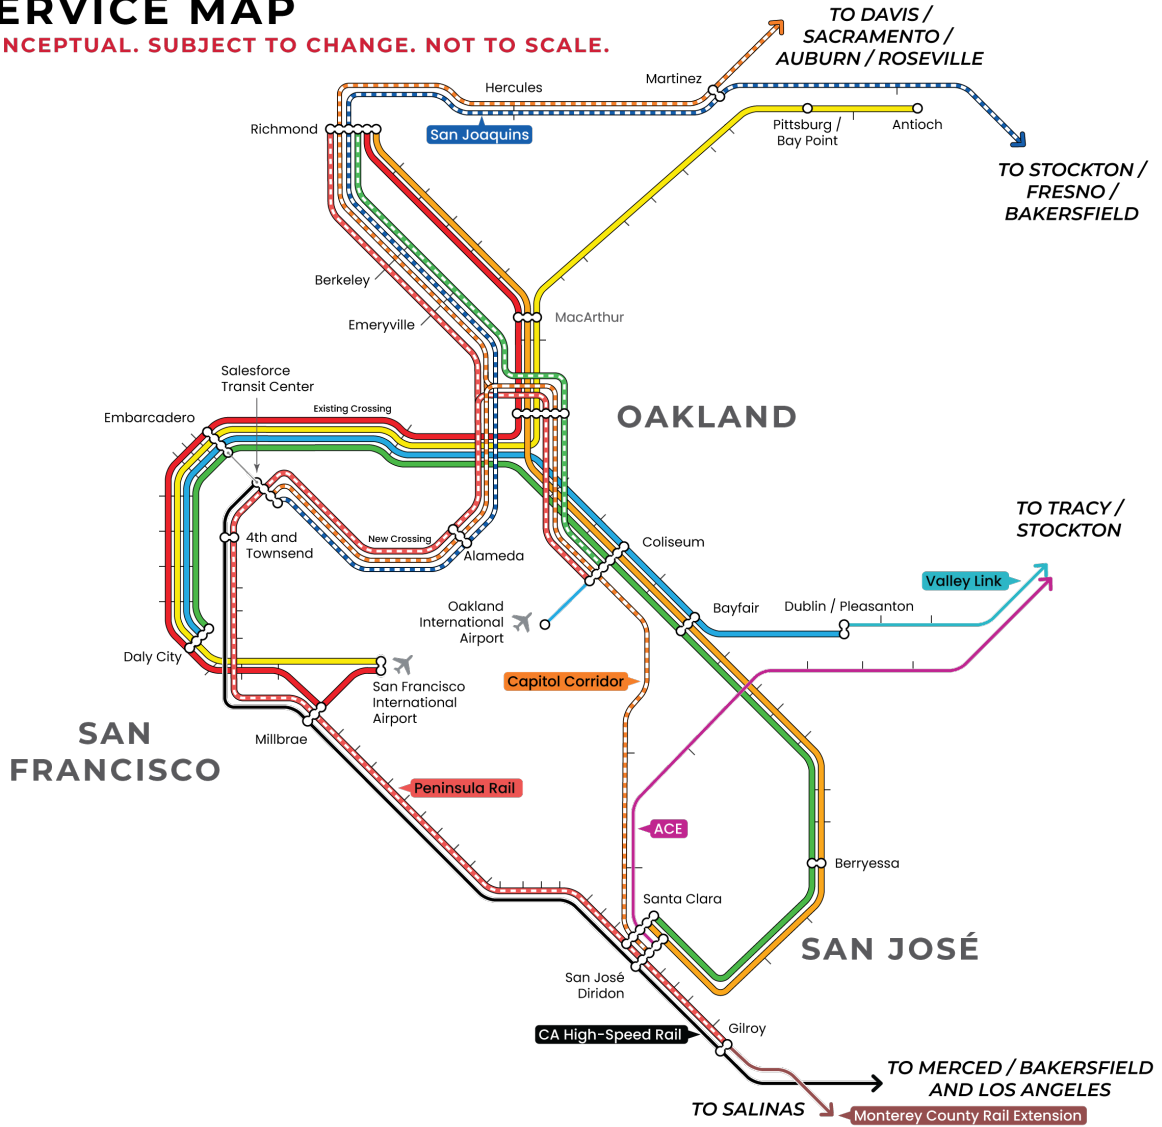 ERVICE MAP
NCEPTUAL. SUBJECT TO CHANGE. NOT TO SCALE.
TO DAVIS /
SACRAMENTO /
AUBURN / ROSEVILLE
Martinez
Hercules
Richmond
San Joaquins
Pittsburg /
Bay Point
Antioch
TO STOCKTON /
FRESNO /
BAKERSFIELD
Berkeley
Emeryville
MacArthur
Salesforce
Transit Center
Embarcadero
Existing Crossing
OAKLAND
4th and
Townsend
New Crossing
Alameda
Coliseum
TO TRACY /
STOCKTON
Valley Link
Oakland
International
Airport
Bayfair
Dublin / Pleasanton
Daly City
San Francisco
International
Airport
Capitol Corridor
SAN
FRANCISCO
Millbrae
Peninsula Rail
ACE
Berryessa
Santa Clara
SAN JOSÉ
San José
Diridon
CA High-Speed Rail
Gilroy
TO MERCED / BAKERSFIELD
AND LOS ANGELES
TO SALINAS
Monterey County Rail Extension